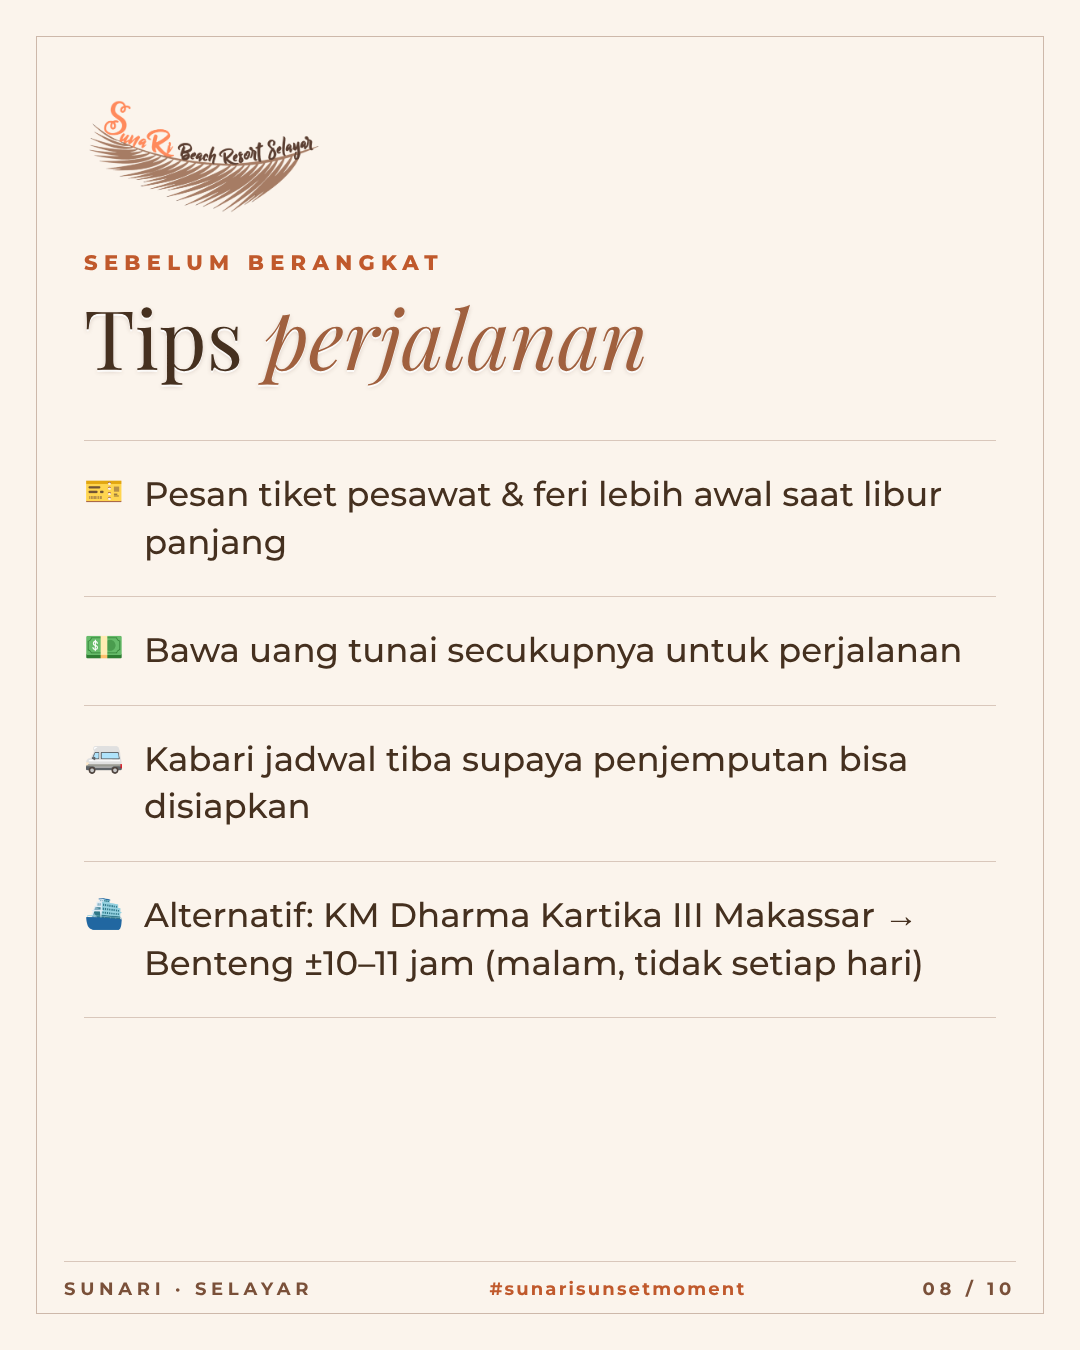 SunaRi Beach Resort Selayar
SEBELUM BERANGKAT
Tips perjalanan
🎫 Pesan tiket pesawat & feri lebih awal saat libur
panjang
💵 Bawa uang tunai secukupnya untuk perjalanan
🚐 Kabari jadwal tiba supaya penjemputan bisa
disiapkan
⛴️ Alternatif: KM Dharma Kartika III Makassar →
Benteng ±10–11 jam (malam, tidak setiap hari)
SUNARI · SELAYAR
#sunarisunsetmoment
08 / 10